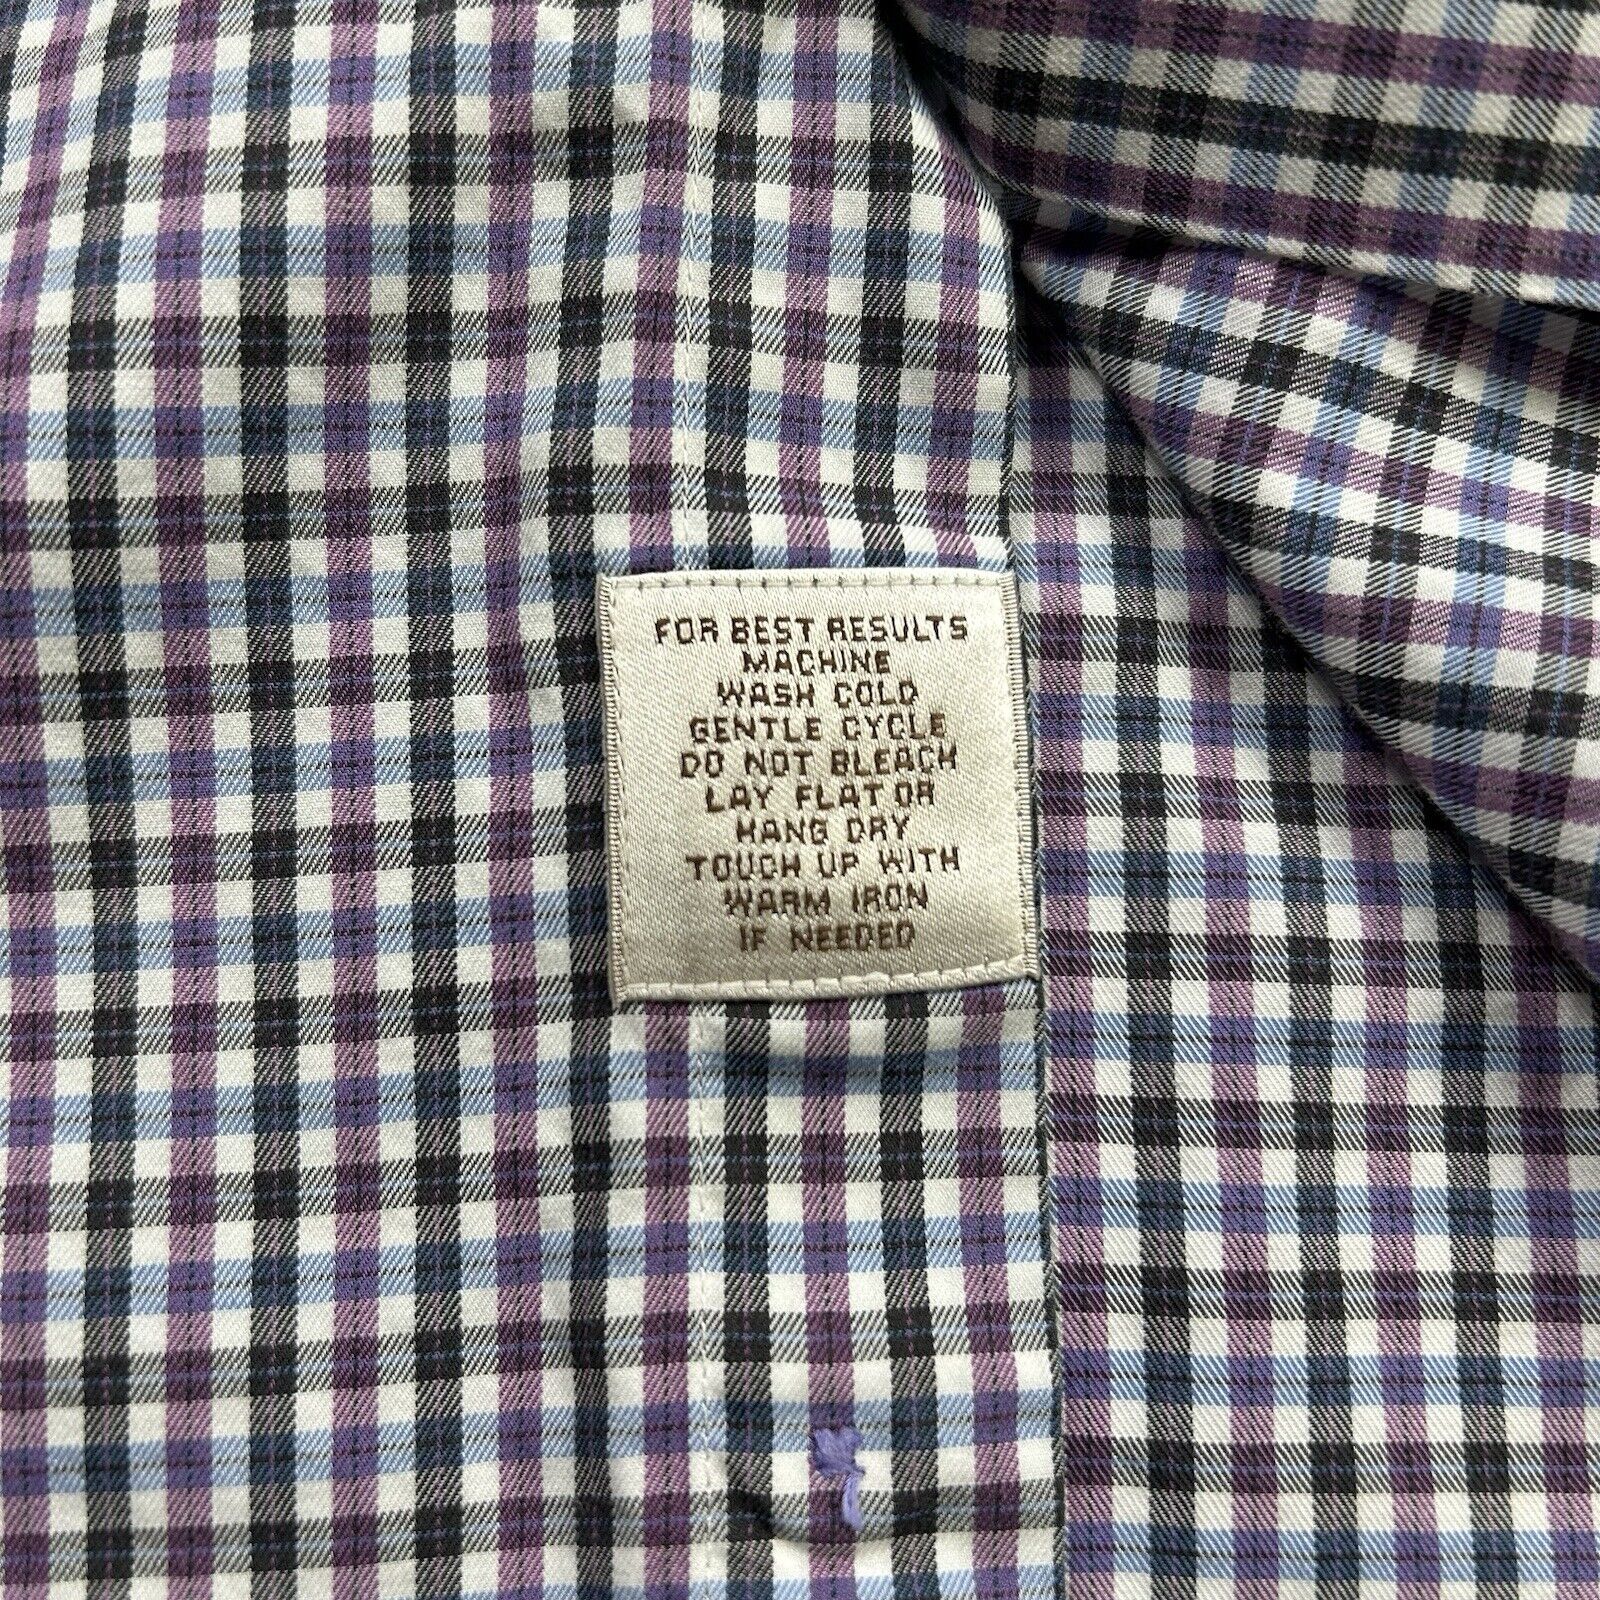 FOR BEST RESULTS
MACHINE
WASH COLD
GENTLE CYCLE
DO NOT BLEACH
LAY FLAT OR
HANG DRY
TOUCH UP WITH
WARM IRON
IF NEEDED